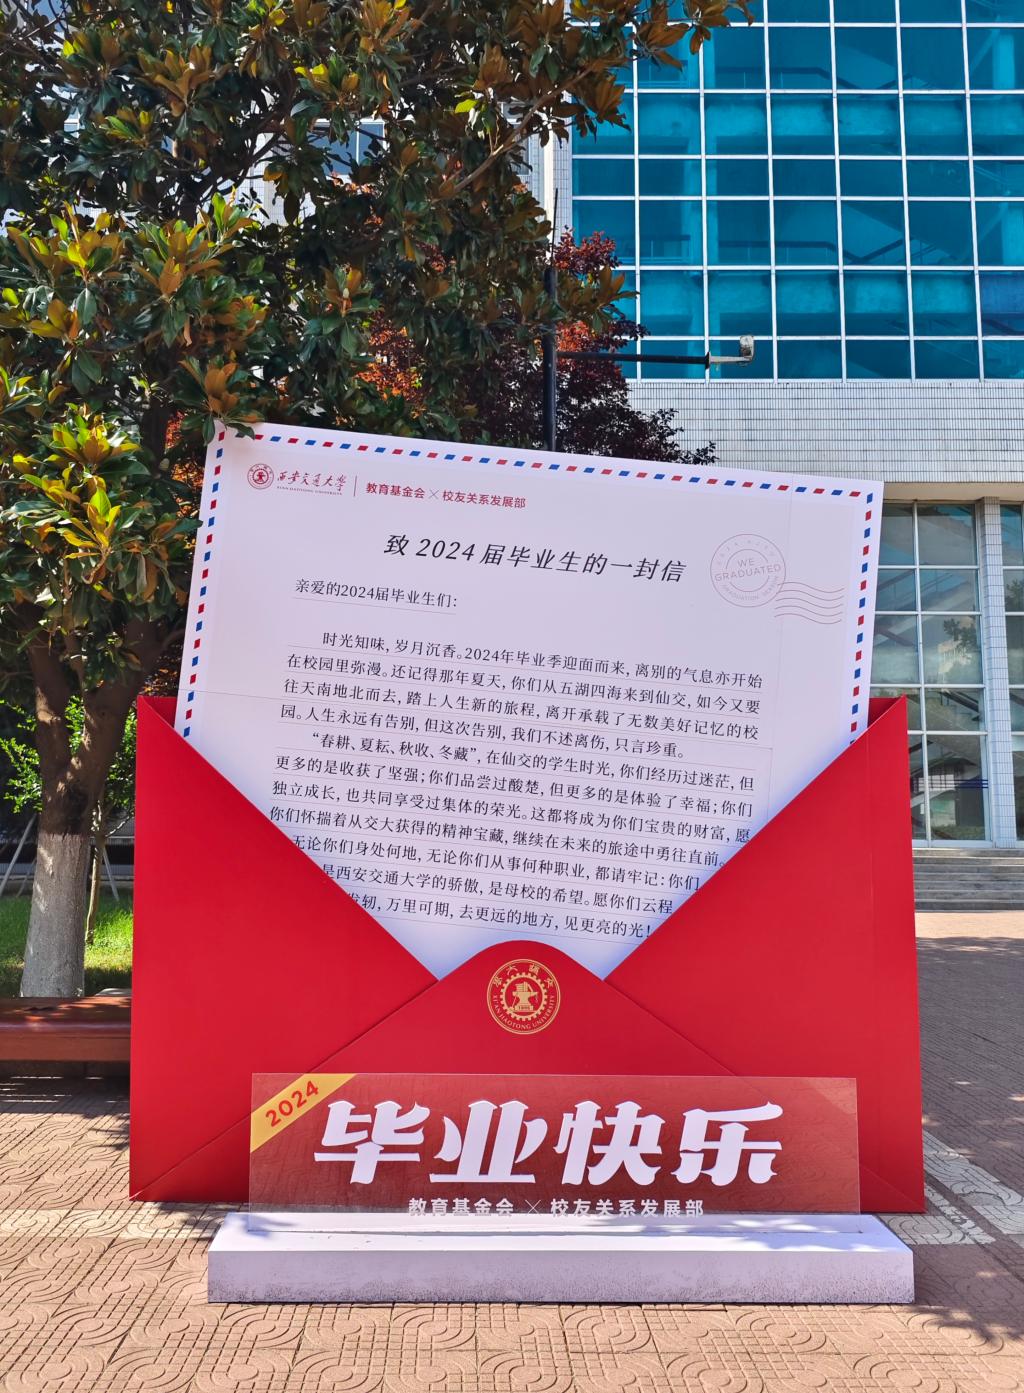 西安交通大学
XI'AN JIAOTONG UNIVERSITY
教育基金会×校友关系发展部
致2024届毕业生的一封信
WE
GRADUATED
GRADUATION SEASON
亲爱的2024届毕业生们：
时光知味，岁月沉香。2024年毕业季迎面而来，离别的气息亦开始
在校园里弥漫。还记得那年夏天，你们从五湖四海来到仙交，如今又要
往天南地北而去，踏上人生新的旅程，离开承载了无数美好记忆的校
园。人生永远有告别，但这次告别，我们不述离伤，只言珍重。
“春耕、夏耘、秋收、冬藏”，在仙交的学生时光，你们经历过迷茫，但
更多的是收获了坚强；你们品尝过酸楚，但更多的是体验了幸福；你们
独立成长，也共同享受过集体的荣光。这都将成为你们宝贵的财富，愿
你们怀揣着从交大获得的精神宝藏，继续在未来的旅途中勇往直前。
无论你们身处何地，无论你们从事何种职业，都请牢记：你们
是西安交通大学的骄傲，是母校的希望。愿你们云程
发轫，万里可期，去更远的地方，见更亮的光！
XI'AN JIAOTONG UNIVERSITY
1896
2024
毕业快乐
教育基金会×校友关系发展部